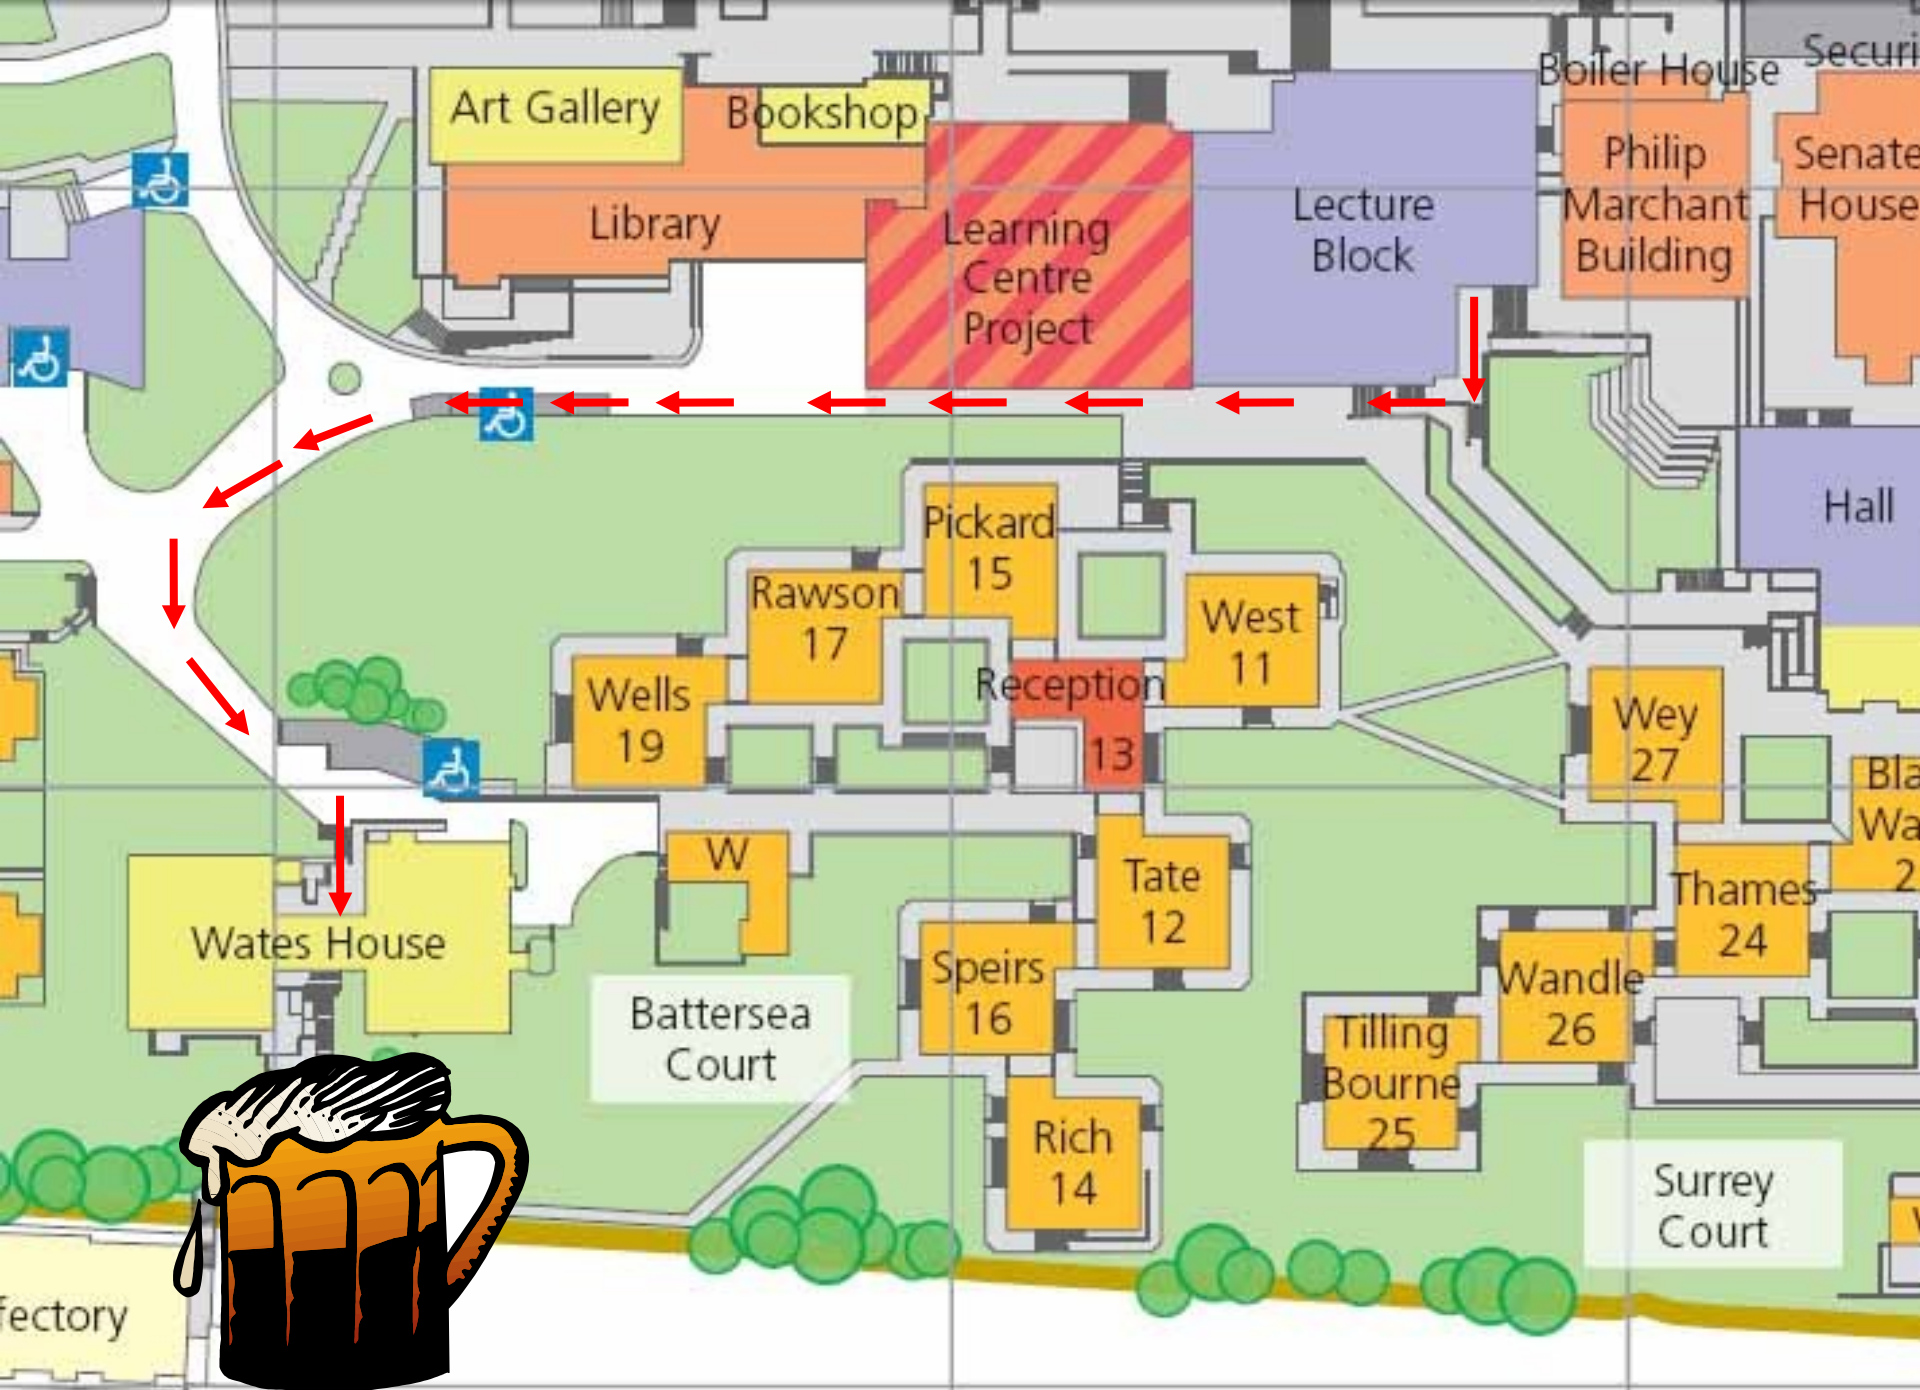 Boiler House
Securi
Art Gallery
Bookshop
Philip
Marchant
Building
Senate
House
Library
Learning
Centre
Project
Lecture
Block
Hall
Pickard
15
Rawson
17
West
11
Wells
19
Reception
13
Wey
27
W
Tate
12
Thames
24
Bla
Wa
2
Wates House
Speirs
16
Wandle
26
Battersea
Court
Tilling
Bourne
25
Rich
14
Surrey
Court
fectory